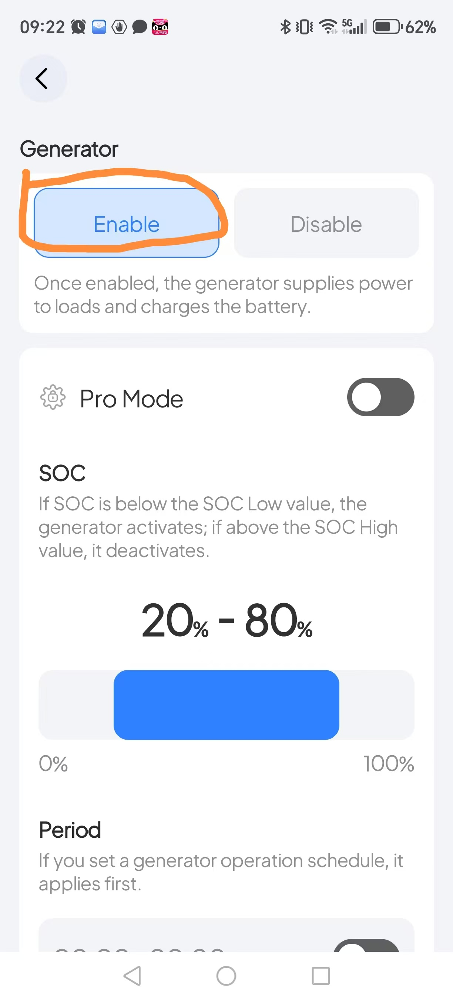 09:22
5G
62%
Generator
Enable
Disable
Once enabled, the generator supplies power
to loads and charges the battery.
Pro Mode
SOC
If SOC is below the SOC Low value, the
generator activates; if above the SOC High
value, it deactivates.
20% - 80%
0%
100%
Period
If you set a generator operation schedule, it
applies first.